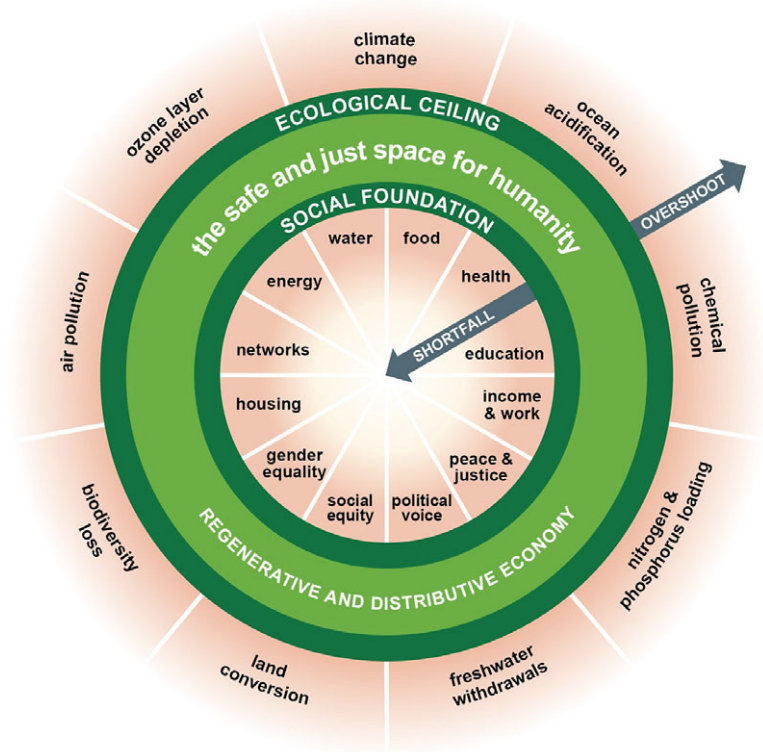 climate
change
ocean
acidification
OVERSHOOT
chemical
pollution
nitrogen &
phosphorus loading
freshwater
withdrawals
land
conversion
biodiversity
loss
air pollution
ozone layer
depletion
ECOLOGICAL CEILING
the safe and just space for humanity
SOCIAL FOUNDATION
water
food
health
SHORTFALL
education
income
& work
peace &
justice
political
voice
social
equity
gender
equality
housing
networks
energy
REGENERATIVE AND DISTRIBUTIVE ECONOMY